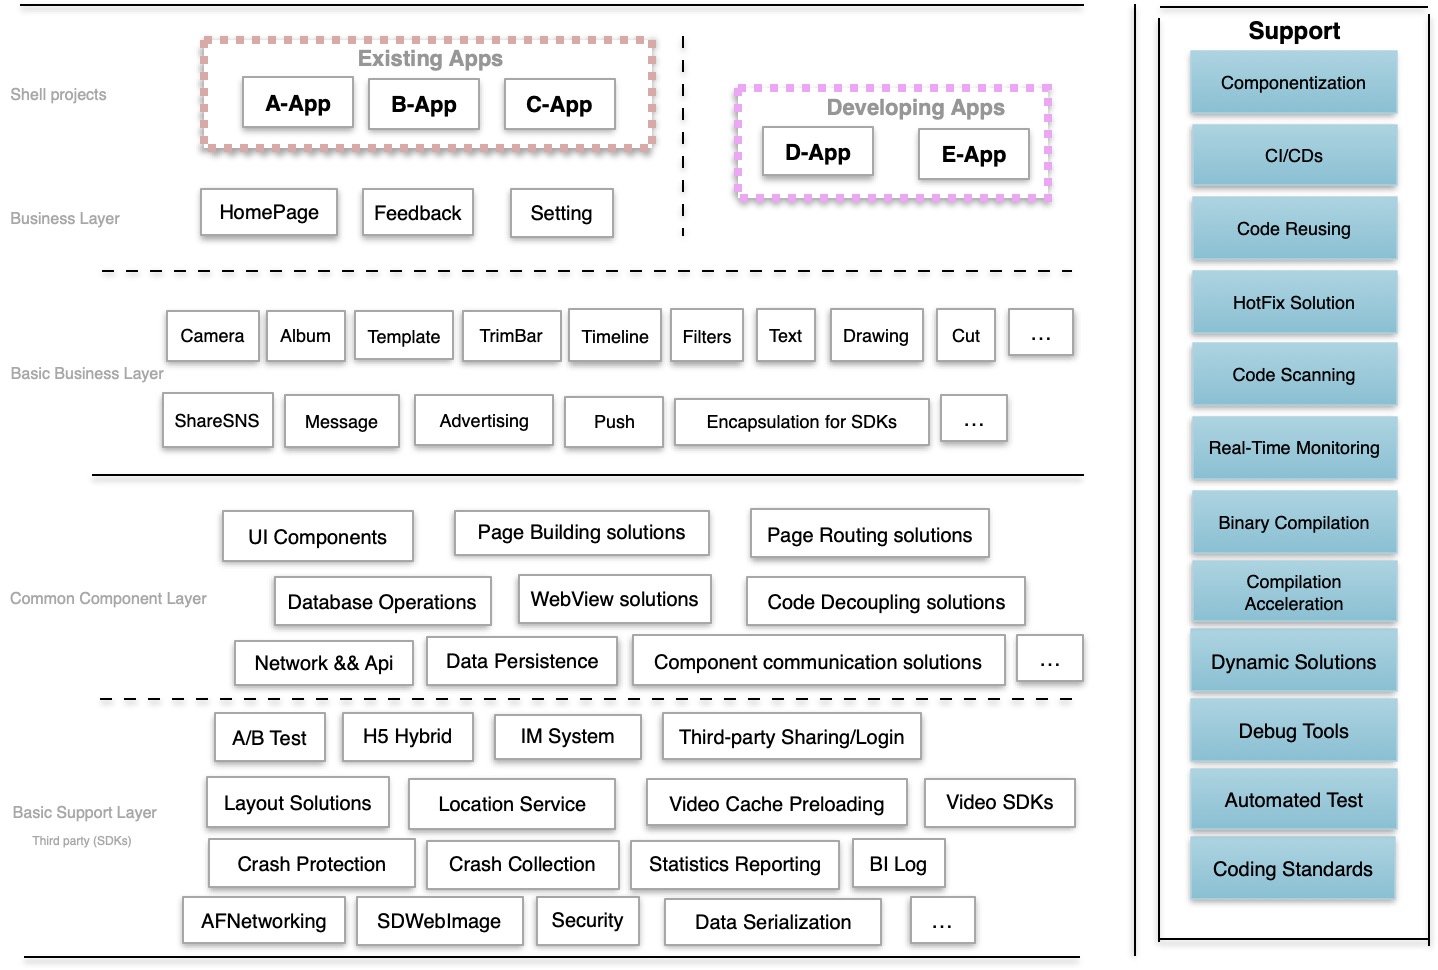 Shell projects
Existing Apps
A-App
B-App
C-App
Developing Apps
D-App
E-App
Business Layer
HomePage
Feedback
Setting
Basic Business Layer
Camera
Album
Template
TrimBar
Timeline
Filters
Text
Drawing
Cut
...
ShareSNS
Message
Advertising
Push
Encapsulation for SDKs
...
Common Component Layer
UI Components
Page Building solutions
Page Routing solutions
Database Operations
WebView solutions
Code Decoupling solutions
Network && Api
Data Persistence
Component communication solutions
...
Basic Support Layer
Third party (SDKs)
A/B Test
H5 Hybrid
IM System
Third-party Sharing/Login
Layout Solutions
Location Service
Video Cache Preloading
Video SDKs
Crash Protection
Crash Collection
Statistics Reporting
BI Log
AFNetworking
SDWebImage
Security
Data Serialization
...
Support
Componentization
CI/CDs
Code Reusing
HotFix Solution
Code Scanning
Real-Time Monitoring
Binary Compilation
Compilation
Acceleration
Dynamic Solutions
Debug Tools
Automated Test
Coding Standards